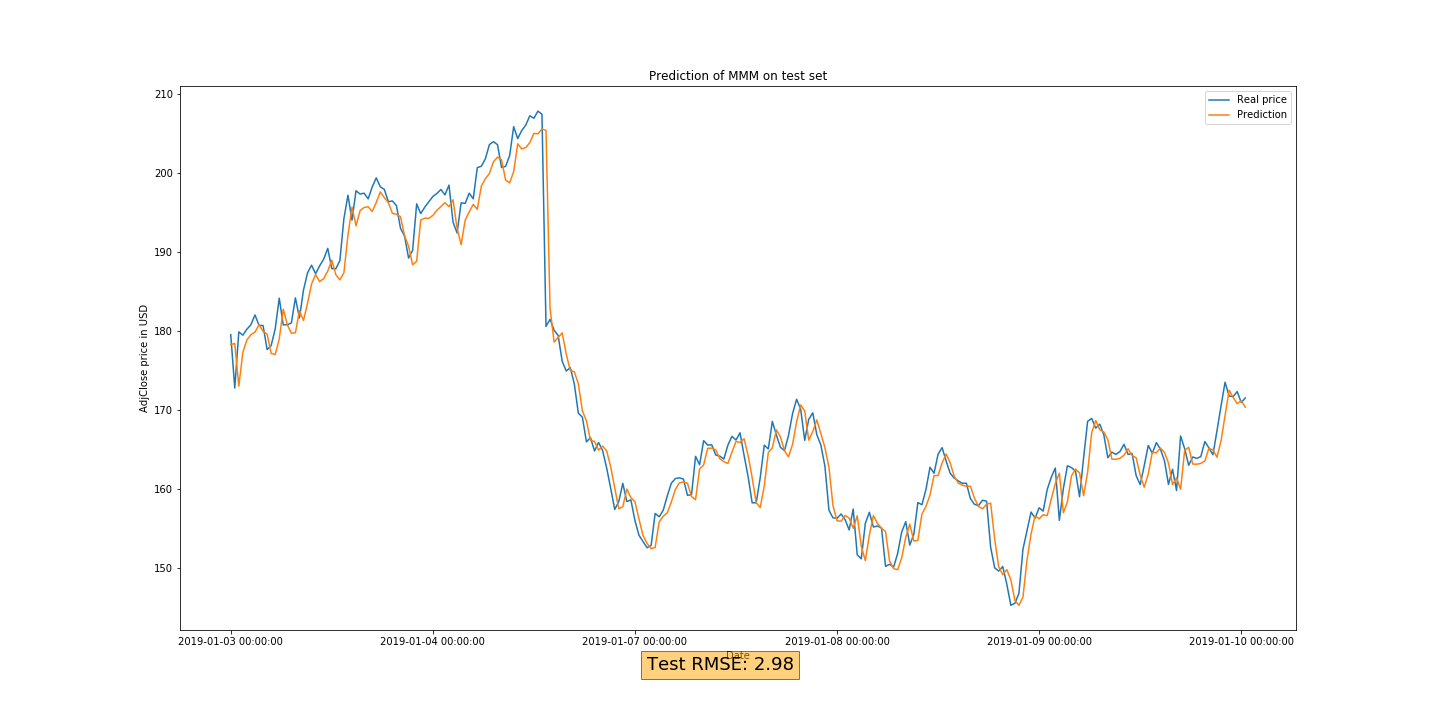 Prediction of MMM on test set
210
Real price
Prediction
200
190
180
AdjClose price in USD
170
160
150
2019-01-03 00:00:00
2019-01-04 00:00:00
2019-01-07 00:00:00
2019-01-08 00:00:00
2019-01-09 00:00:00
2019-01-10 00:00:00
Date
Test RMSE: 2.98